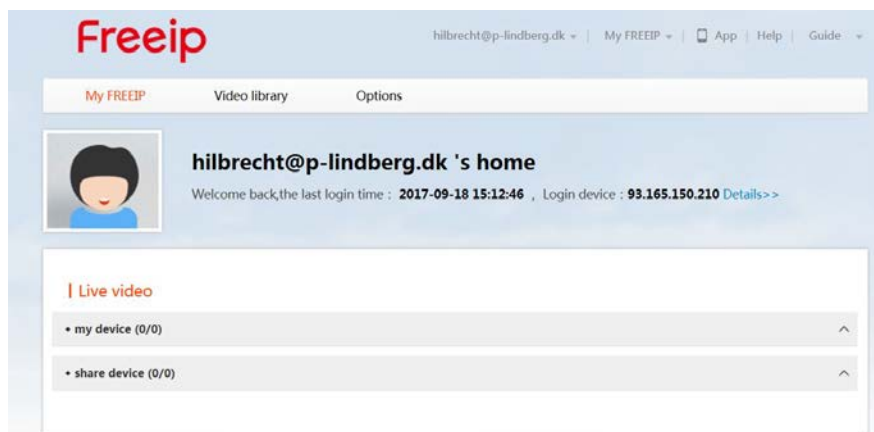 Freeip
hilbrecht@p-lindberg.dk | My FREEIP | App | Help | Guide
My FREEIP Video library Options
hilbrecht@p-lindberg.dk 's home
Welcome back,the last login time : 2017-09-18 15:12:46 , Login device : 93.165.150.210 Details>>
Live video
• my device (0/0)
• share device (0/0)